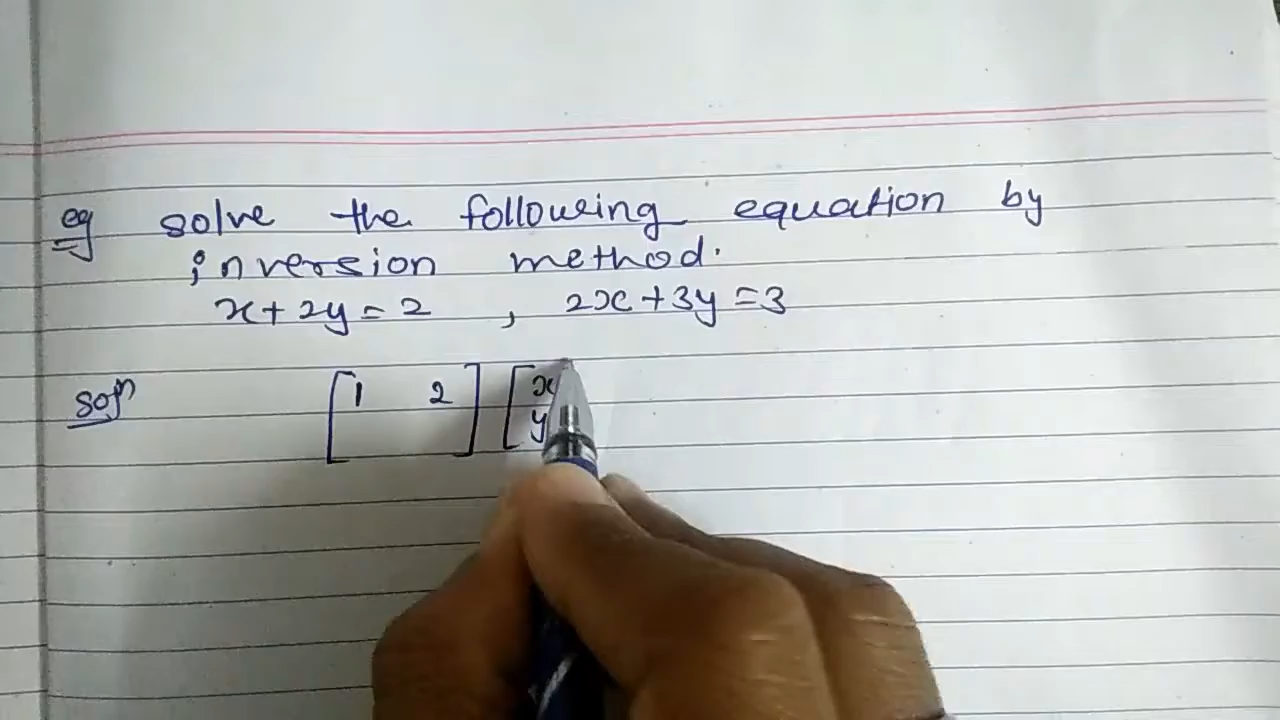 eg solve the following equation by
inversion method.
x + 2y = 2 , 2x + 3y = 3
Solⁿ [1 2] [x
y